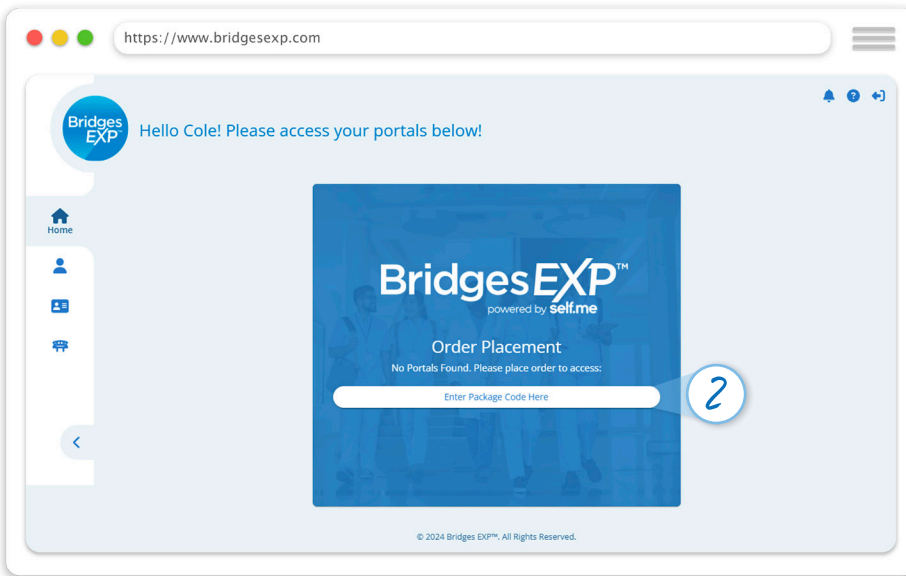 https://www.bridgesexp.com
Bridges
EXP™
Hello Cole! Please access your portals below!
Home
BridgesEXP™
powered by self.me
Order Placement
No Portals Found. Please place order to access:
Enter Package Code Here
2
© 2024 Bridges EXP™. All Rights Reserved.